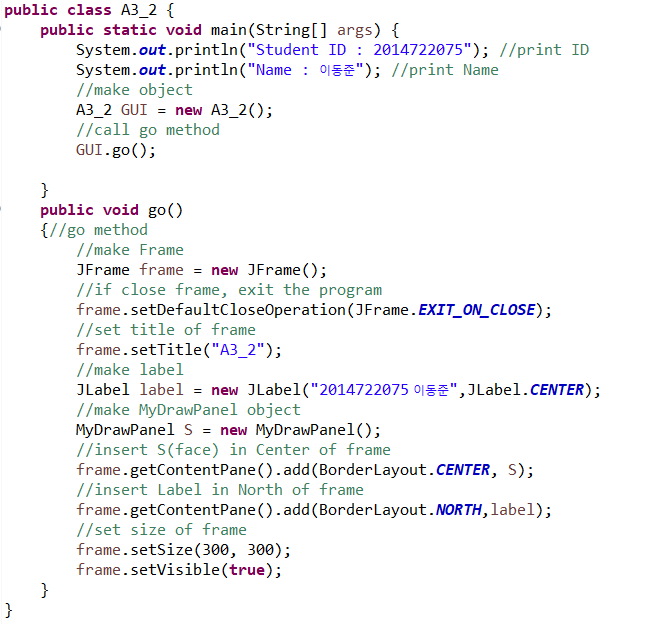 public class A3_2 {
public static void main(String[] args) {
System.out.println("Student ID : 2014722075"); //print ID
System.out.println("Name : 이동준"); //print Name
//make object
A3_2 GUI = new A3_2();
//call go method
GUI.go();
}
public void go()
{//go method
//make Frame
JFrame frame = new JFrame();
//if close frame, exit the program
frame.setDefaultCloseOperation(JFrame.EXIT_ON_CLOSE);
//set title of frame
frame.setTitle("A3_2");
//make label
JLabel label = new JLabel("2014722075 이동준",JLabel.CENTER);
//make MyDrawPanel object
MyDrawPanel S = new MyDrawPanel();
//insert S(face) in Center of frame
frame.getContentPane().add(BorderLayout.CENTER, S);
//insert Label in North of frame
frame.getContentPane().add(BorderLayout.NORTH,label);
//set size of frame
frame.setSize(300, 300);
frame.setVisible(true);
}
}